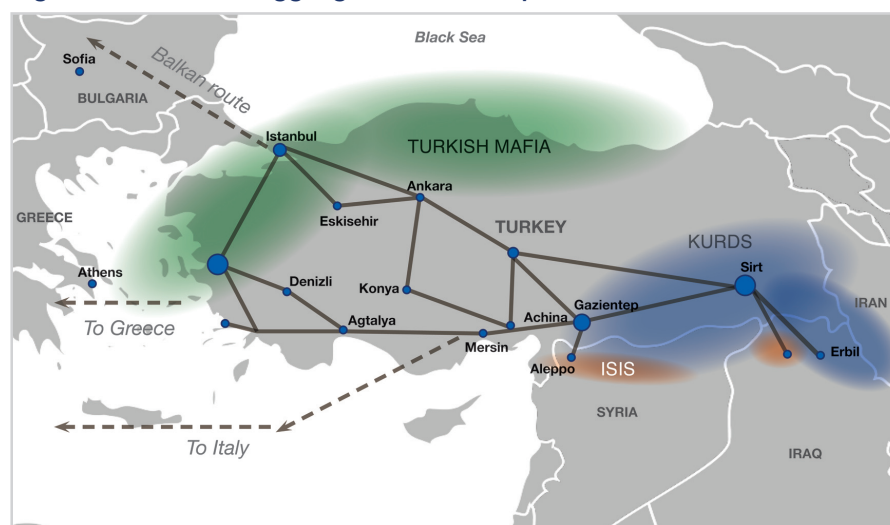 Black Sea
Sofia
BULGARIA
Balkan route
Istanbul
TURKISH MAFIA
Ankara
Eskisehir
GREECE
TURKEY
KURDS
Athens
Sirt
Denizli
Konya
Gazientep
IRAN
To Greece
Agtalya
Achina
Mersin
Erbil
Aleppo
ISIS
SYRIA
To Italy
IRAQ